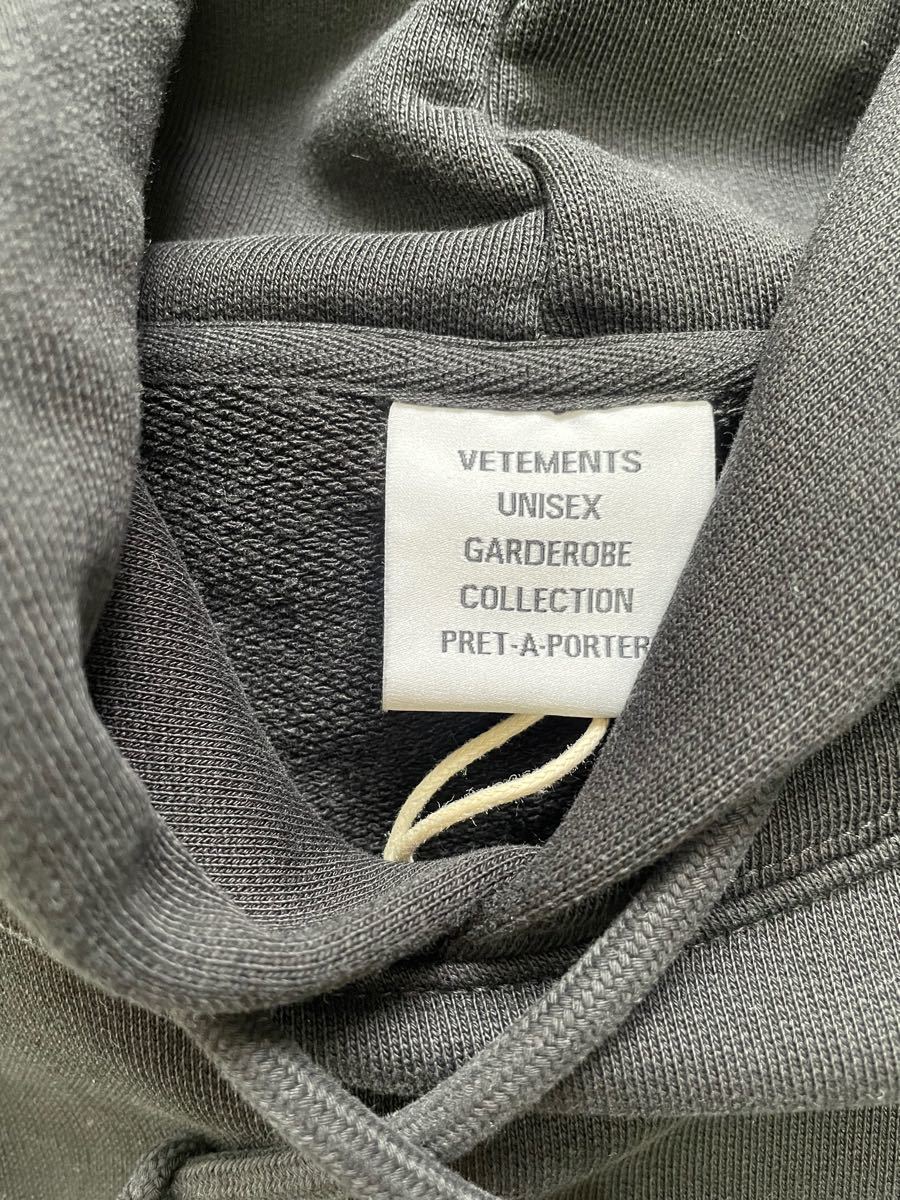 VETEMENTS
UNISEX
GARDEROBE
COLLECTION
PRET-A-PORTER